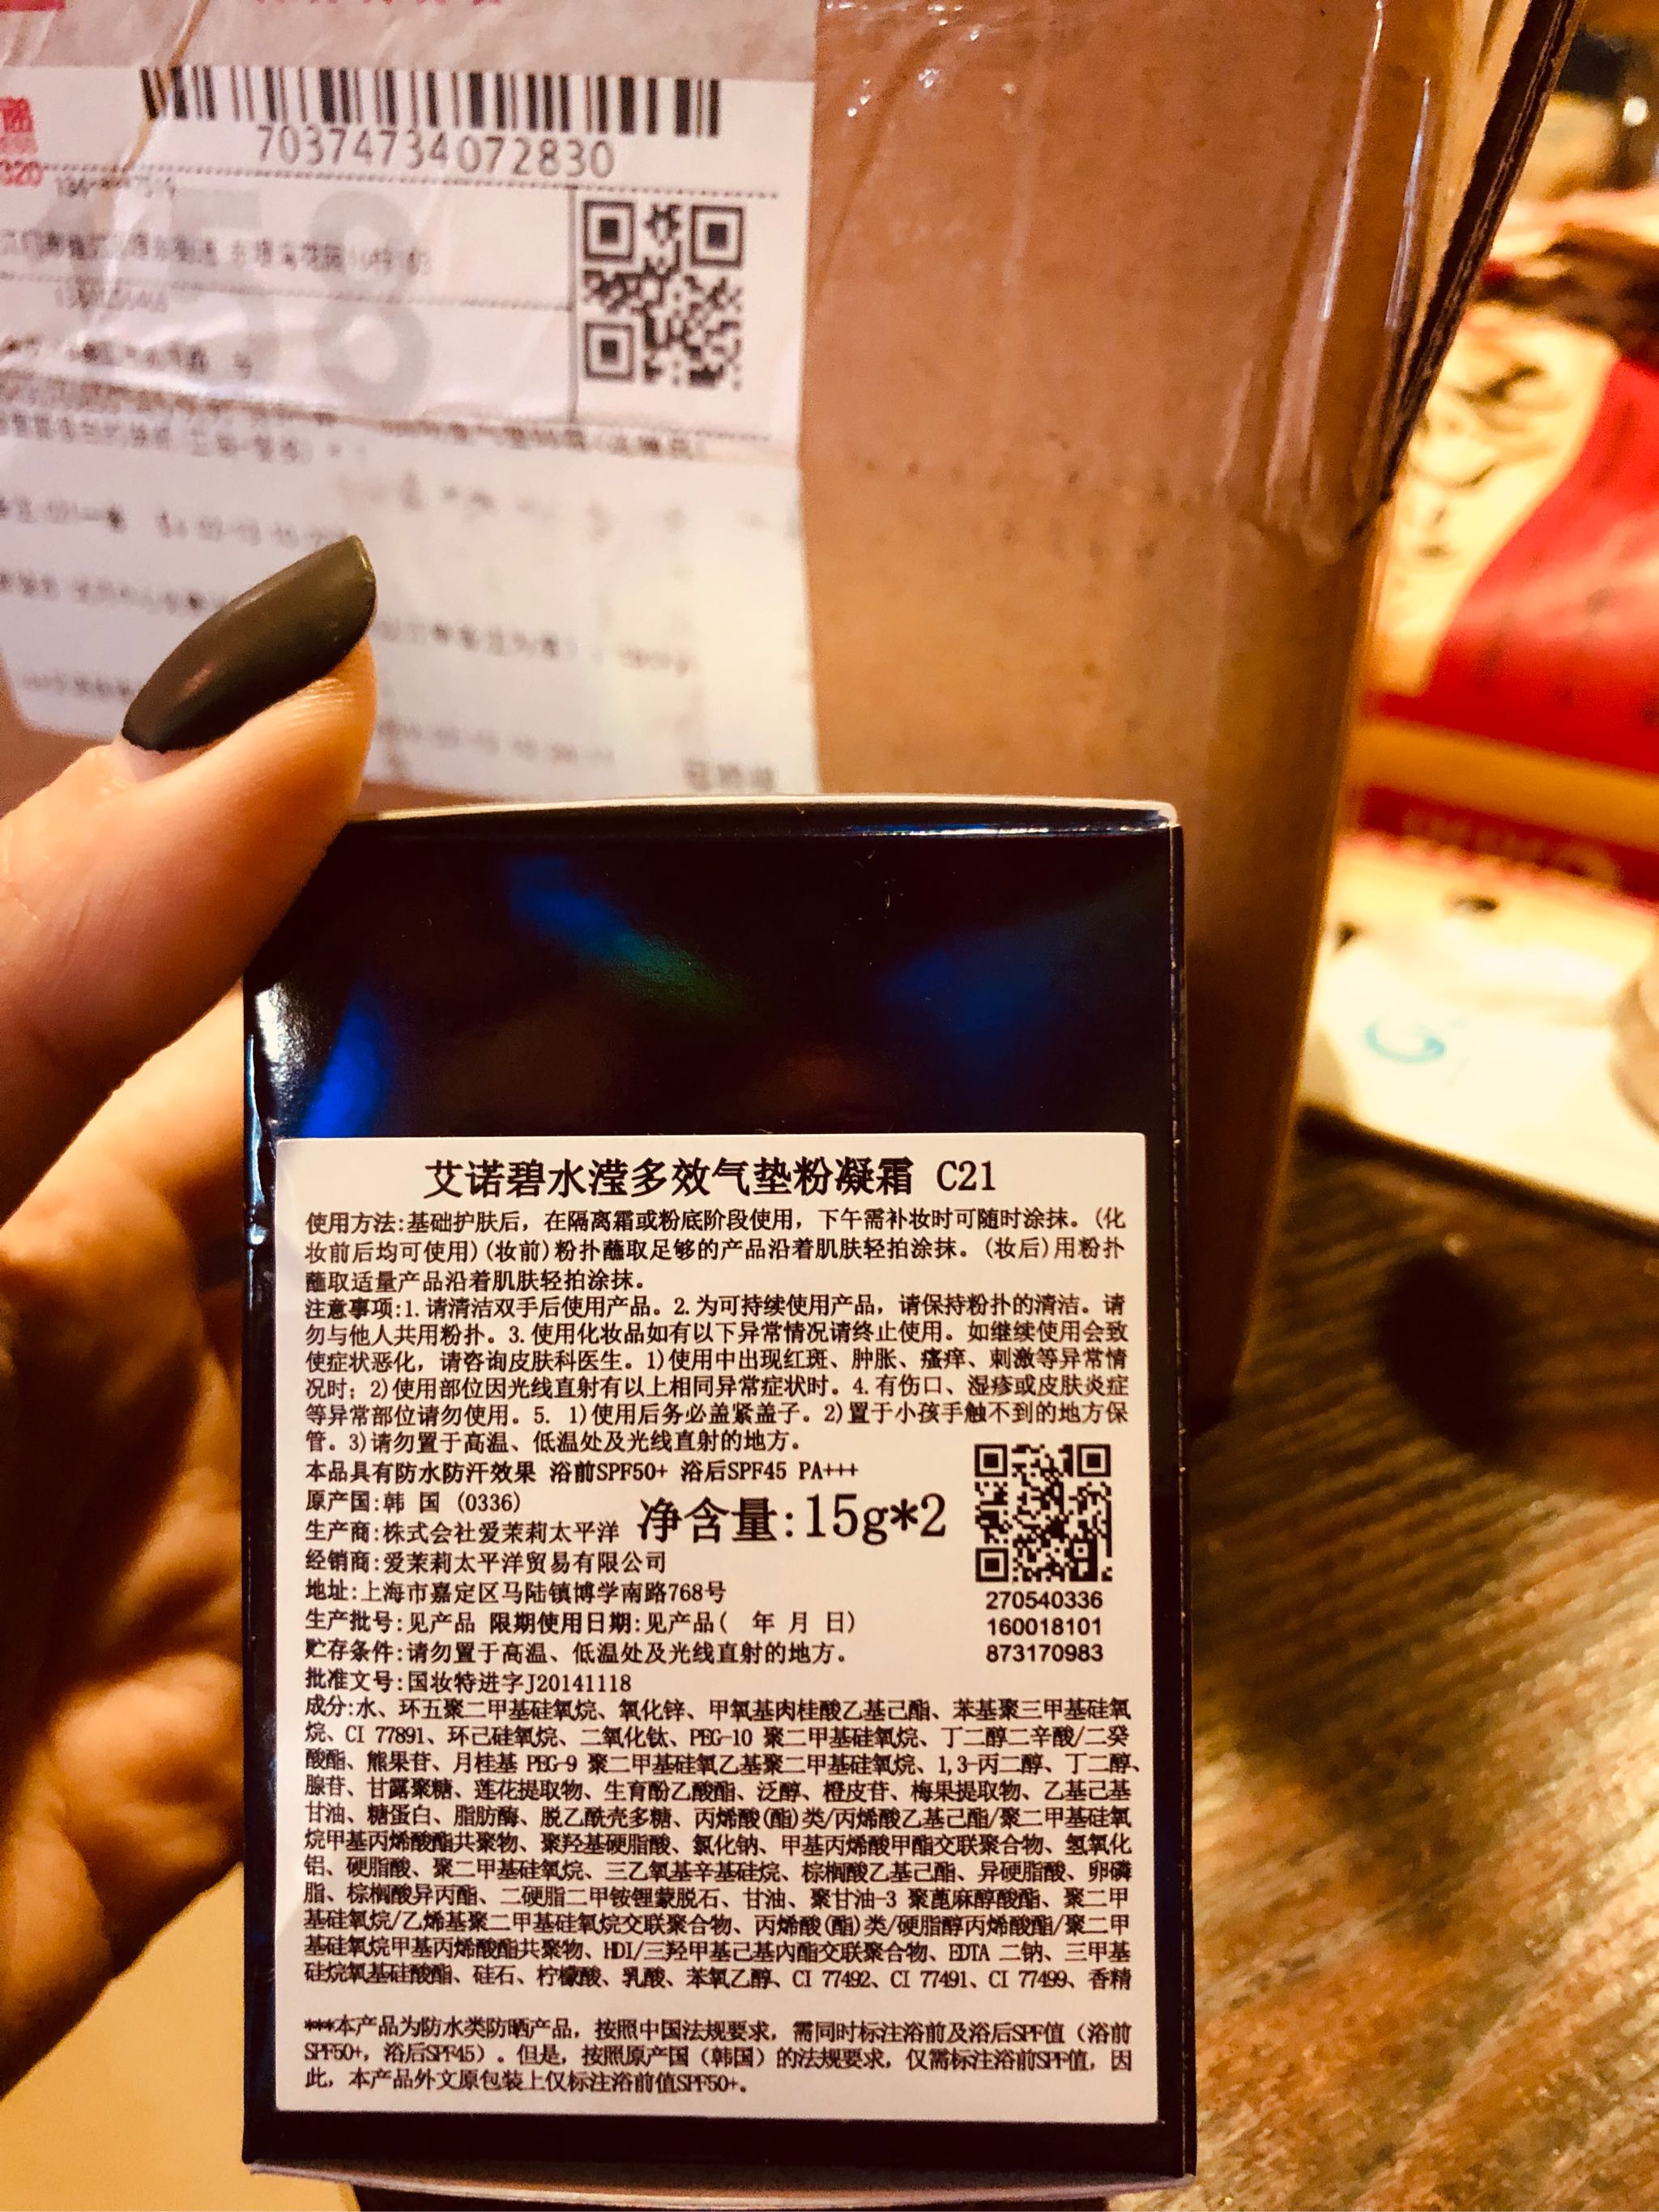 70374734072830
艾诺碧水滢多效气垫粉凝霜 C21
使用方法:基础护肤后，在隔离霜或粉底阶段使用，下午需补妆时可随时涂抹。(化
妆前后均可使用)(妆前)粉扑蘸取足够的产品沿着肌肤轻拍涂抹。(妆后)用粉扑
蘸取适量产品沿着肌肤轻拍涂抹。
注意事项:1.请清洁双手后使用产品。2.为可持续使用产品，请保持粉扑的清洁。请
勿与他人共用粉扑。3.使用化妆品如有以下异常情况请终止使用。如继续使用会致
使症状恶化，请咨询皮肤科医生。1)使用中出现红斑、肿胀、瘙痒、刺激等异常情
况时；2)使用部位因光线直射有以上相同异常症状时。4.有伤口、湿疹或皮肤炎症
等异常部位请勿使用。5. 1)使用后务必盖紧盖子。2)置于小孩手触不到的地方保
管。3)请勿置于高温、低温处及光线直射的地方。
本品具有防水防汗效果 浴前SPF50+ 浴后SPF45 PA+++
原产国:韩 国 (0336)
净含量:15g*2
生产商:株式会社爱茉莉太平洋
经销商:爱茉莉太平洋贸易有限公司
地址:上海市嘉定区马陆镇博学南路768号
生产批号:见产品 限期使用日期:见产品( 年 月 日)
贮存条件:请勿置于高温、低温处及光线直射的地方。
批准文号:国妆特进字J20141118
270540336
160018101
873170983
成分:水、环五聚二甲基硅氧烷、氧化锌、甲氧基肉桂酸乙基己酯、苯基聚三甲基硅氧
烷、CI 77891、环己硅氧烷、二氧化钛、PEG-10 聚二甲基硅氧烷、丁二醇二辛酸/二癸
酸酯、熊果苷、月桂基 PEG-9 聚二甲基硅氧乙基聚二甲基硅氧烷、1,3-丙二醇、丁二醇、
腺苷、甘露聚糖、莲花提取物、生育酚乙酸酯、泛醇、橙皮苷、梅果提取物、乙基己基
甘油、糖蛋白、脂肪酶、脱乙酰壳多糖、丙烯酸(酯)类/丙烯酸乙基己酯/聚二甲基硅氧
烷甲基丙烯酸酯共聚物、聚羟基硬脂酸、氯化钠、甲基丙烯酸甲酯交联聚合物、氢氧化
铝、硬脂酸、聚二甲基硅氧烷、三乙氧基辛基硅烷、棕榈酸乙基己酯、异硬脂酸、卵磷
脂、棕榈酸异丙酯、二硬脂二甲铵锂蒙脱石、甘油、聚甘油-3 聚蓖麻醇酸酯、聚二甲
基硅氧烷/乙烯基聚二甲基硅氧烷交联聚合物、丙烯酸(酯)类/硬脂醇丙烯酸酯/聚二甲
基硅氧烷甲基丙烯酸酯共聚物、HDI/三羟甲基己基内酯交联聚合物、EDTA 二钠、三甲基
硅烷氧基硅酸酯、硅石、柠檬酸、乳酸、苯氧乙醇、CI 77492、CI 77491、CI 77499、香精
***本产品为防水类防晒产品，按照中国法规要求，需同时标注浴前及浴后SPF值（浴前
SPF50+，浴后SPF45）。但是，按照原产国（韩国）的法规要求，仅需标注浴前SPF值，因
此，本产品外文原包装上仅标注浴前值SPF50+。